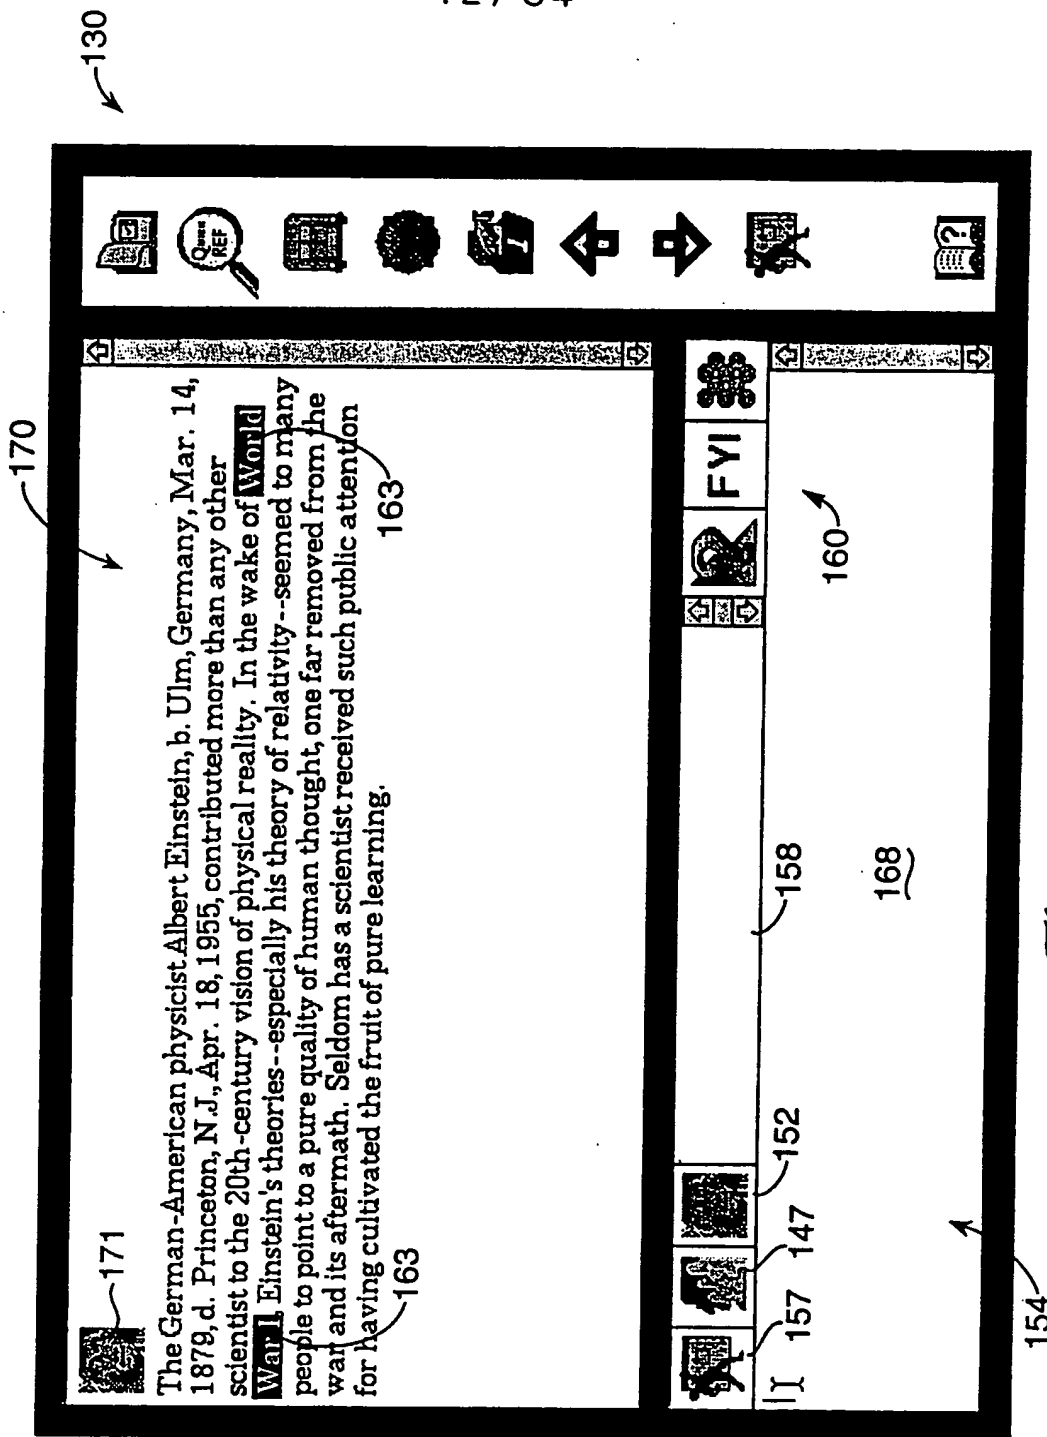 130
170
171
The German-American physicist Albert Einstein, b. Ulm, Germany, Mar. 14,
1879, d. Princeton, N.J., Apr. 18, 1955, contributed more than any other
scientist to the 20th-century vision of physical reality. In the wake of World
War I, Einstein's theories--especially his theory of relativity--seemed to many
people to point to a pure quality of human thought, one far removed from the
war and its aftermath. Seldom has a scientist received such public attention
for having cultivated the fruit of pure learning.
163
163
QUICK
REF
I
?
FYI
157
147
152
158
160
168
154